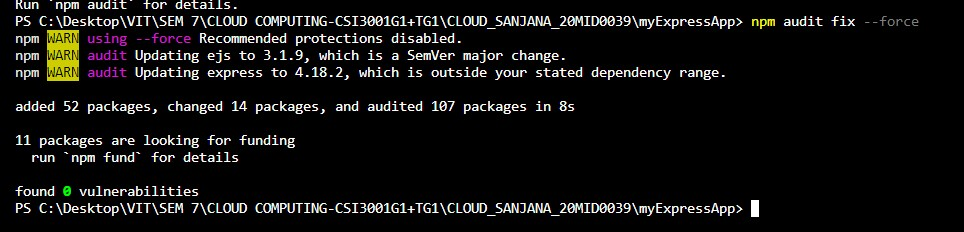 Run `npm audit` for details.
PS C:\Desktop\VIT\SEM 7\CLOUD COMPUTING-CSI3001G1+TG1\CLOUD_SANJANA_20MID0039\myExpressApp> npm audit fix --force
npm WARN using --force Recommended protections disabled.
npm WARN audit Updating ejs to 3.1.9, which is a SemVer major change.
npm WARN audit Updating express to 4.18.2, which is outside your stated dependency range.
added 52 packages, changed 14 packages, and audited 107 packages in 8s
11 packages are looking for funding
run `npm fund` for details
found 0 vulnerabilities
PS C:\Desktop\VIT\SEM 7\CLOUD COMPUTING-CSI3001G1+TG1\CLOUD_SANJANA_20MID0039\myExpressApp>